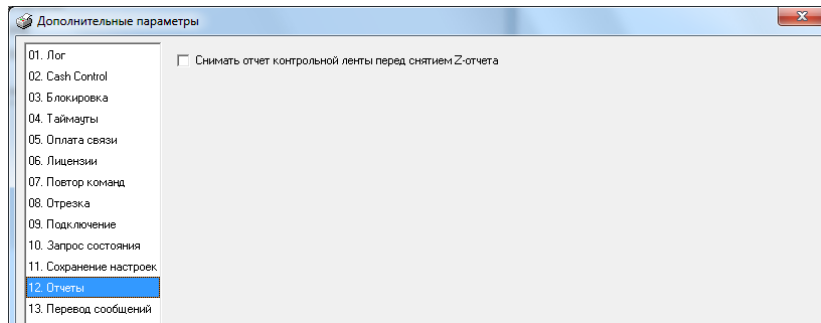 Дополнительные параметры
01. Лог
Снимать отчет контрольной ленты перед снятием Z-отчета
02. Cash Control
03. Блокировка
04. Таймауты
05. Оплата связи
06. Лицензии
07. Повтор команд
08. Отрезка
09. Подключение
10. Запрос состояния
11. Сохранение настроек
12. Отчеты
13. Перевод сообщений